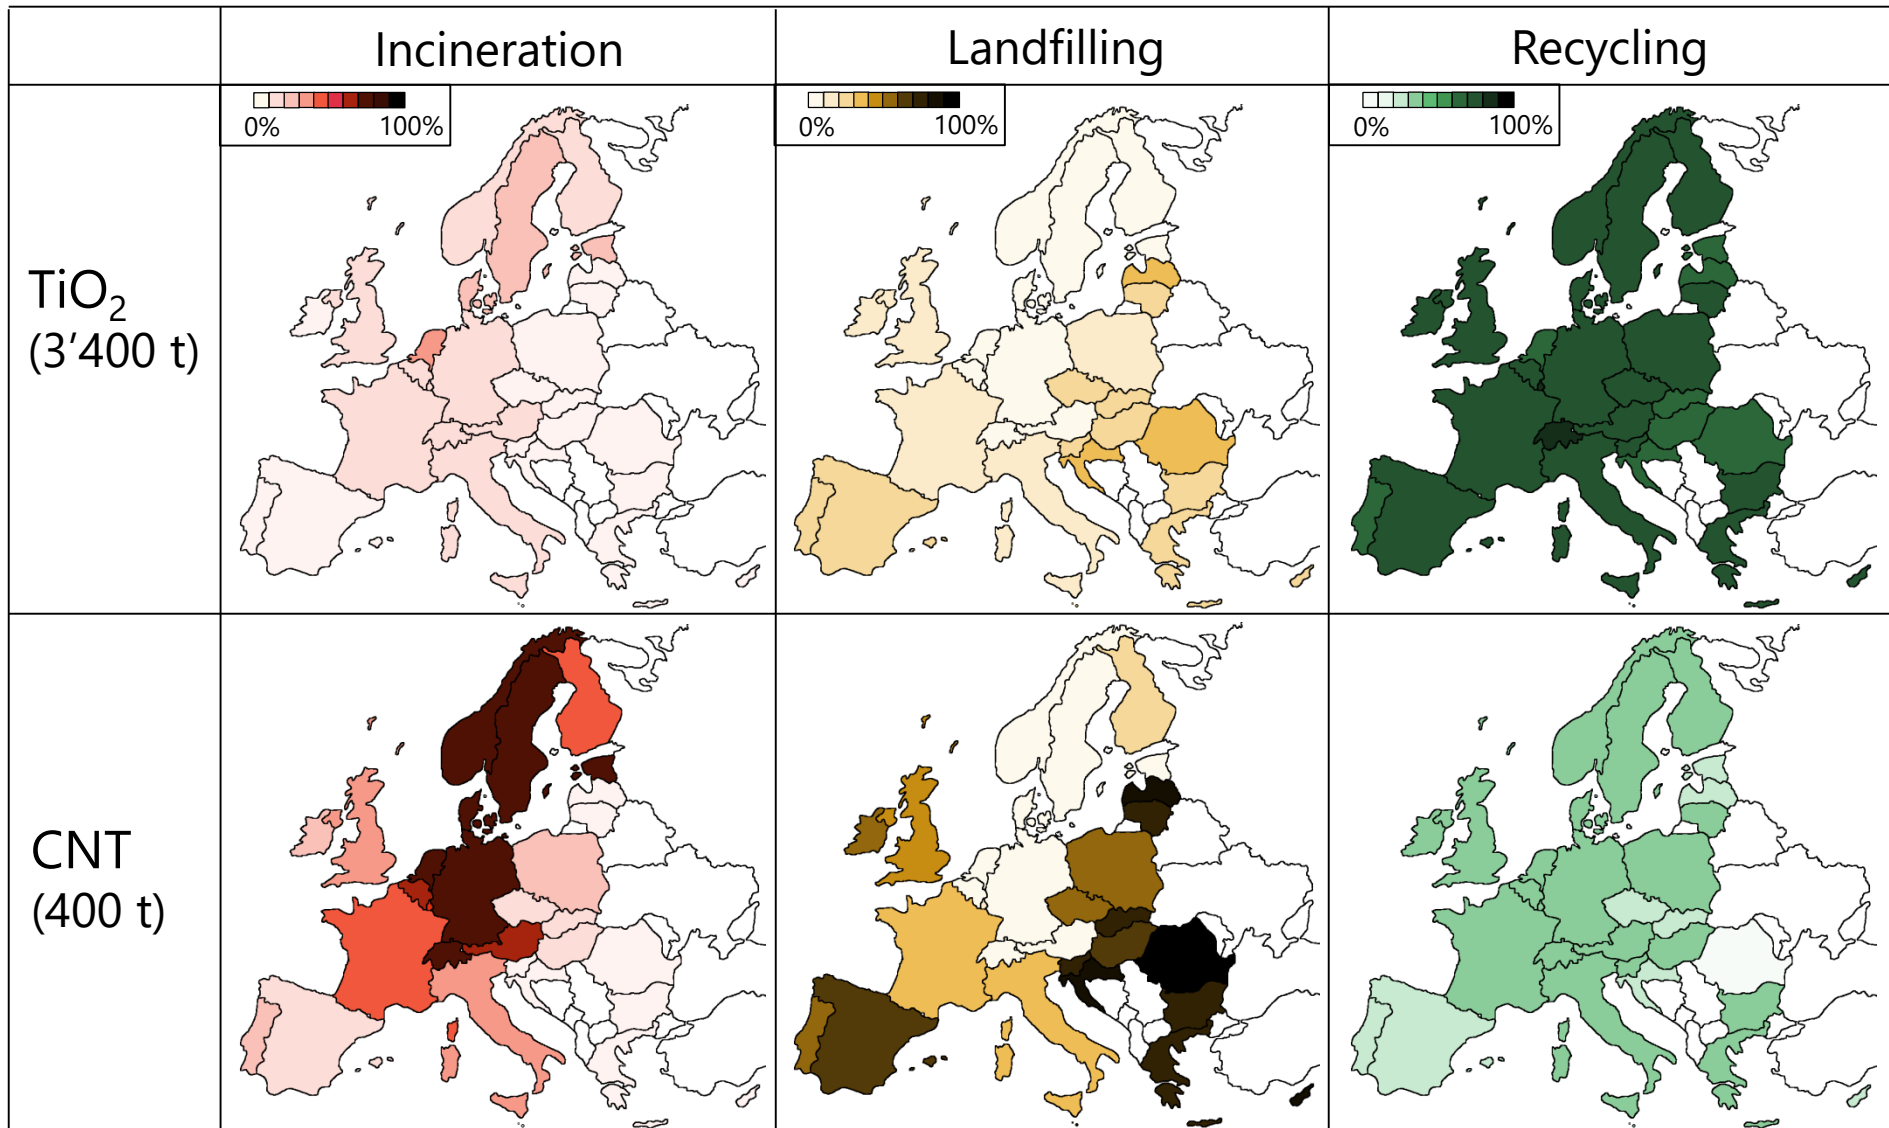 Incineration
Landfilling
Recycling
TiO₂
(3’400 t)
0% 100%
0% 100%
0% 100%
CNT
(400 t)